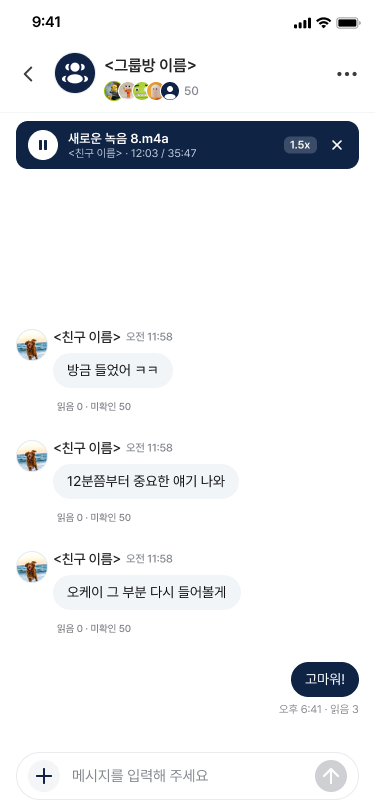 9:41
<그룹방 이름>
50
새로운 녹음 8.m4a
<친구 이름> · 12:03 / 35:47
1.5x
<친구 이름> 오전 11:58
방금 들었어 ㅋㅋ
읽음 0 · 미확인 50
<친구 이름> 오전 11:58
12분쯤부터 중요한 얘기 나와
읽음 0 · 미확인 50
<친구 이름> 오전 11:58
오케이 그 부분 다시 들어볼게
읽음 0 · 미확인 50
고마워!
오후 6:41 · 읽음 3
메시지를 입력해 주세요